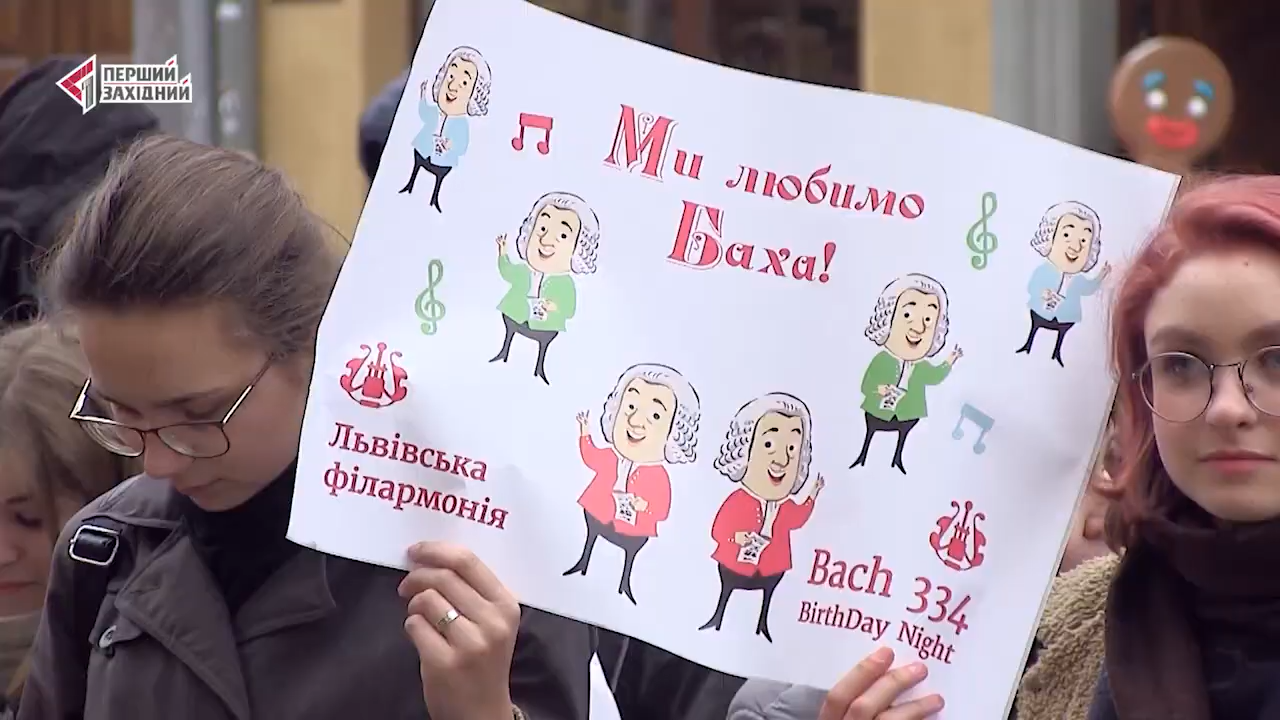 ПЕРШИЙ
ЗАХІДНИЙ
Ми любимо
Баха!
Львівська
філармонія
Bach 334
BirthDay Night